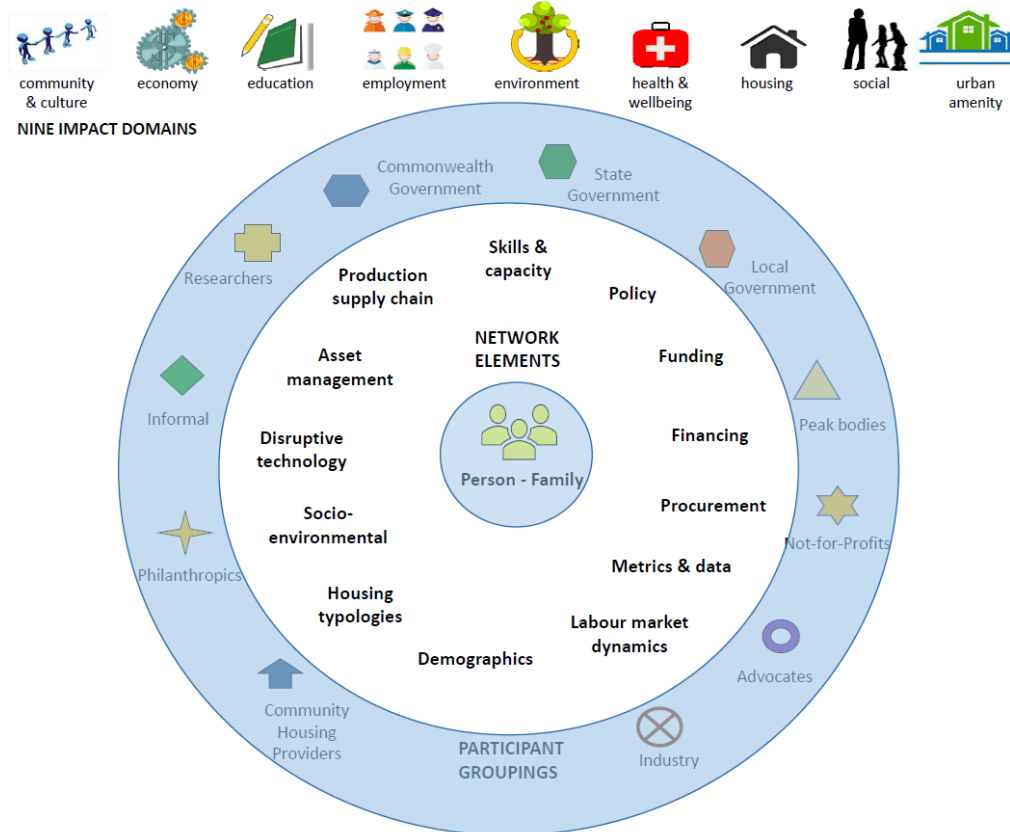 community
& culture
economy
education
employment
environment
health &
wellbeing
housing
social
urban
amenity
NINE IMPACT DOMAINS
Commonwealth
Government
State
Government
Local
Government
Researchers
Skills &
capacity
Production
supply chain
Policy
NETWORK
ELEMENTS
Asset
management
Funding
Informal
Peak bodies
Disruptive
technology
Financing
Person - Family
Socio-
environmental
Procurement
Not-for-Profits
Philanthropics
Metrics & data
Housing
typologies
Labour market
dynamics
Demographics
Advocates
Community
Housing
Providers
PARTICIPANT
GROUPINGS
Industry